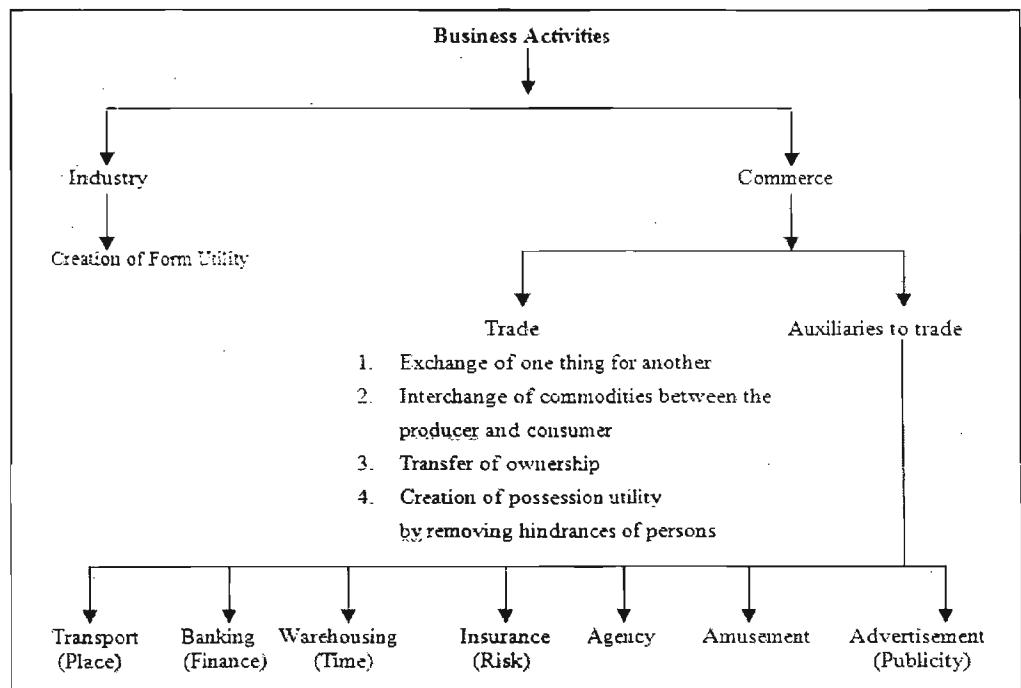 Business Activities
Industry
Commerce
Creation of Form Utility
Trade
Auxiliaries to trade
1. Exchange of one thing for another
2. Interchange of commodities between the
producer and consumer
3. Transfer of ownership
4. Creation of possession utility
by removing hindrances of persons
Transport
(Place)
Banking
(Finance)
Warehousing
(Time)
Insurance
(Risk)
Agency
Amusement
Advertisement
(Publicity)